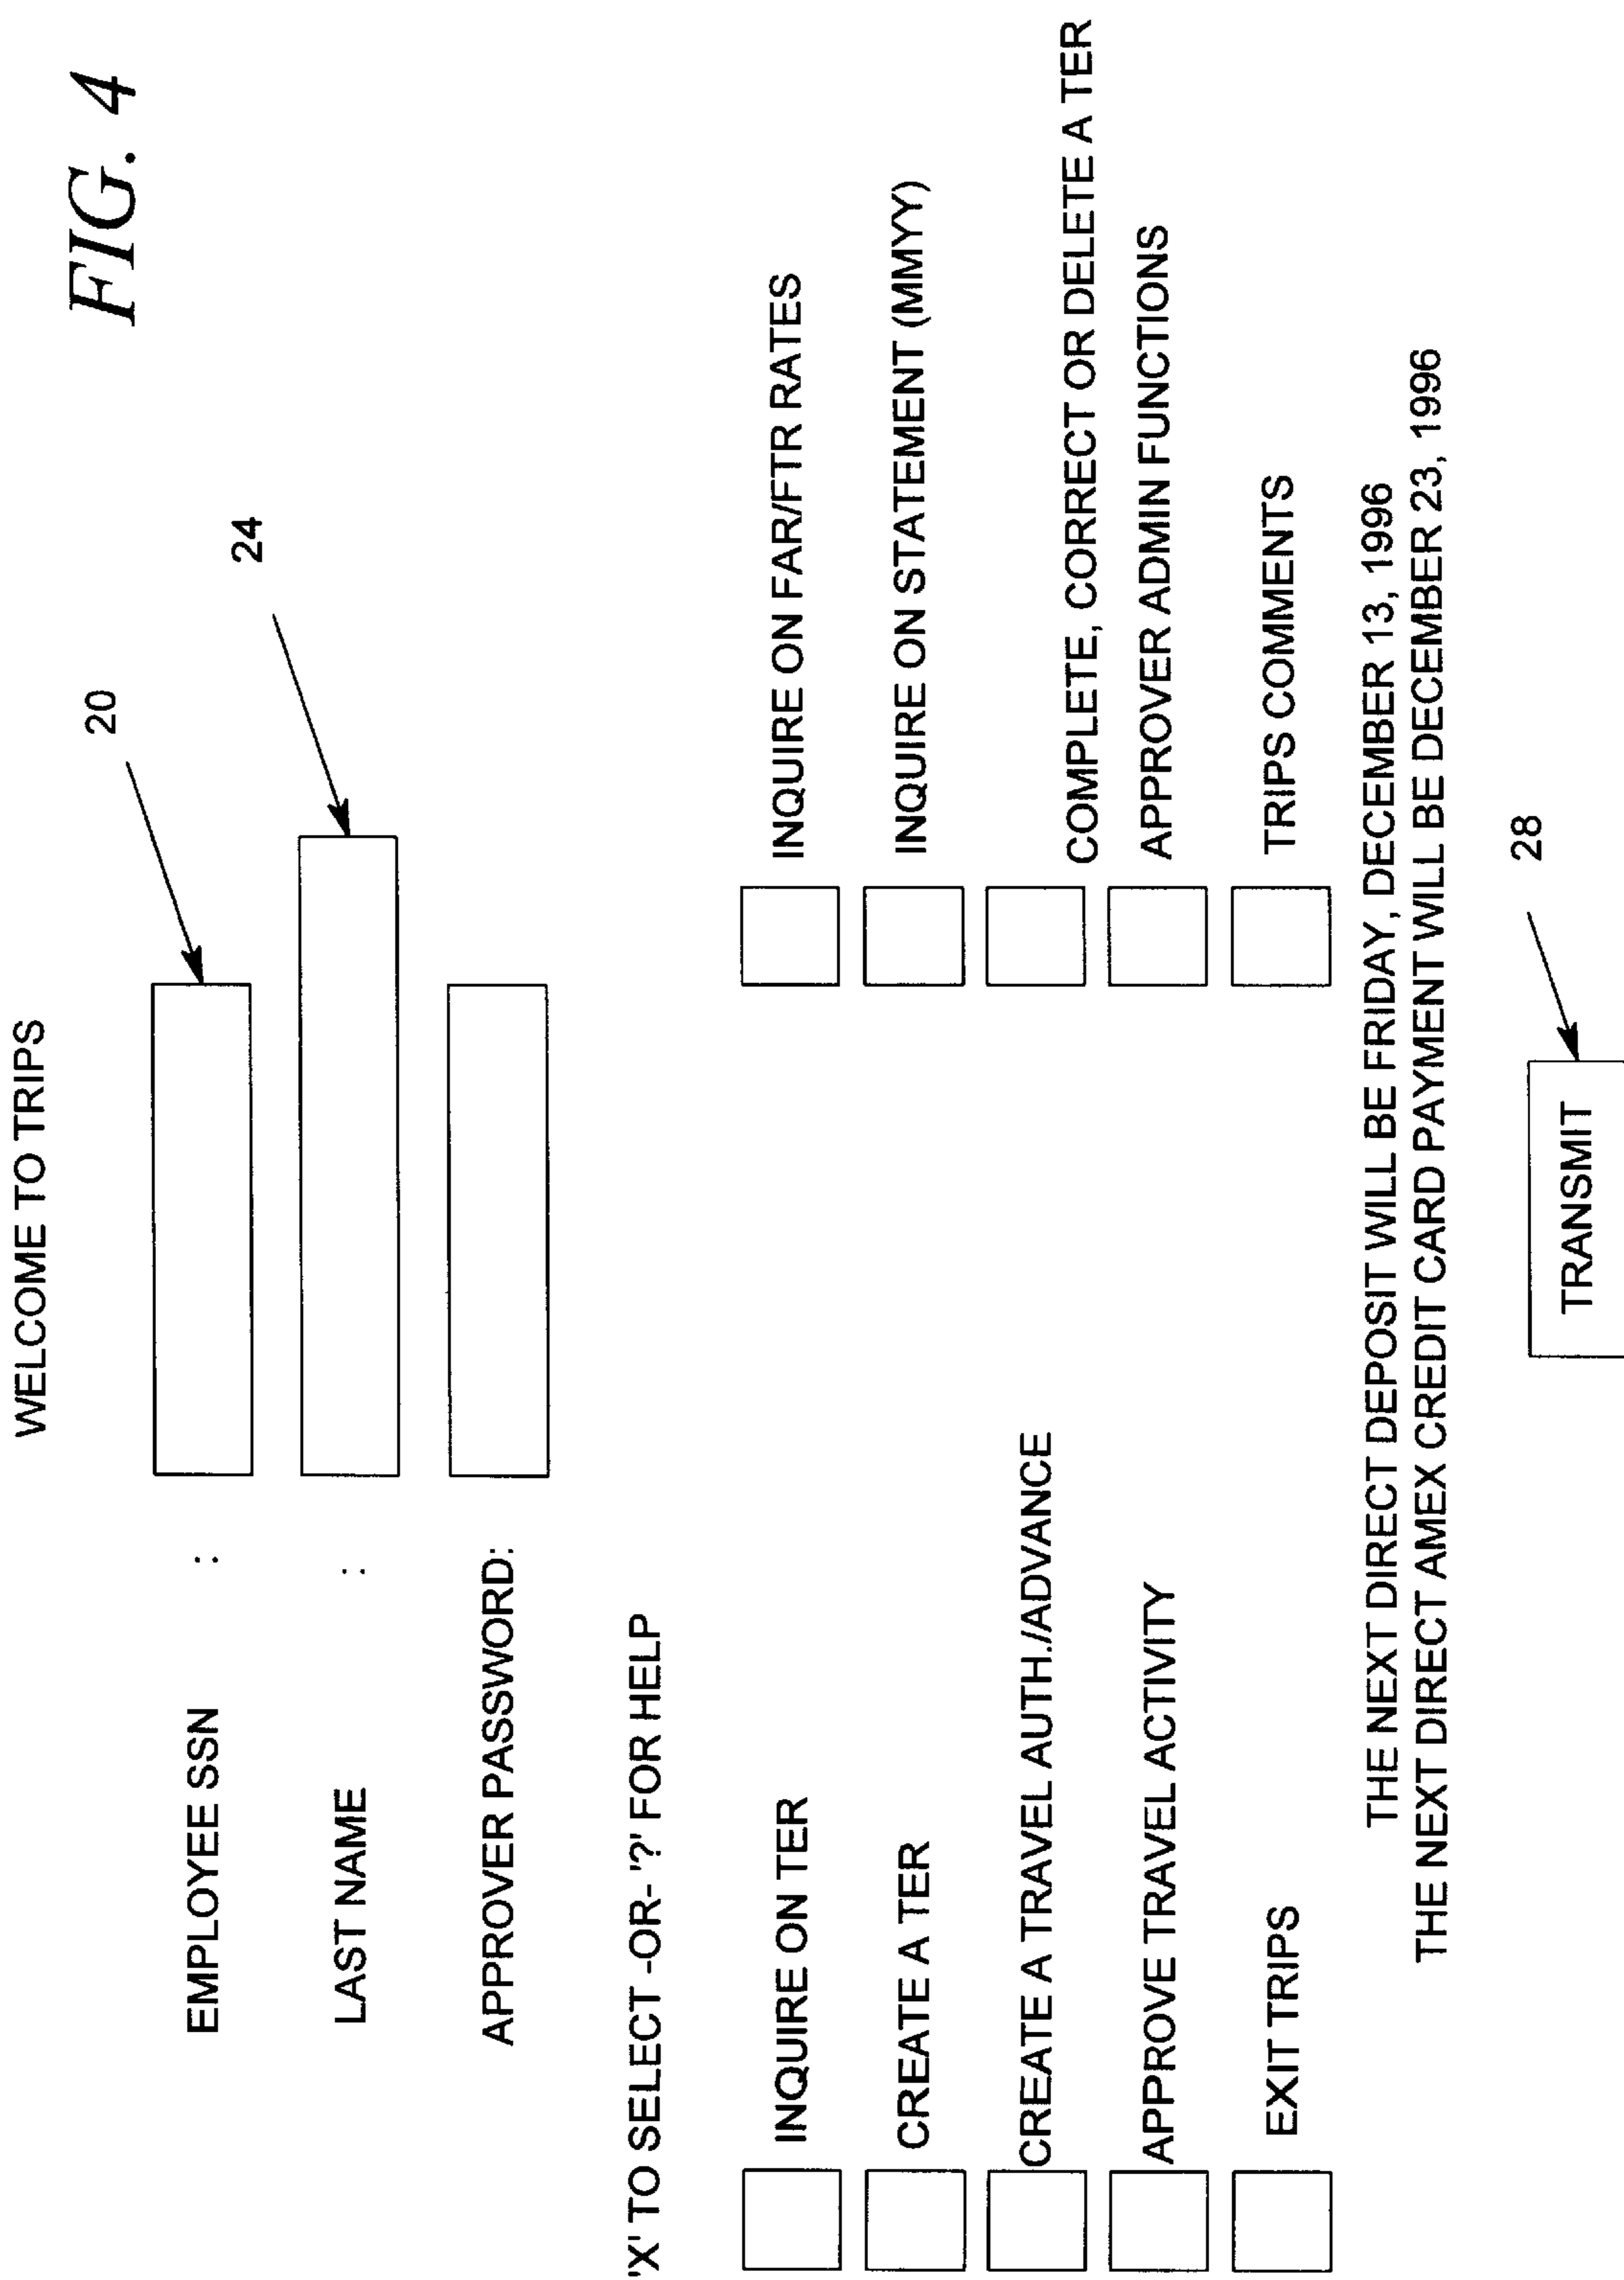 FIG. 4
WELCOME TO TRIPS
EMPLOYEE SSN :
20
LAST NAME :
24
APPROVER PASSWORD:
'X' TO SELECT -OR- '?' FOR HELP
INQUIRE ON TER
INQUIRE ON FAR/FTR RATES
CREATE A TER
INQUIRE ON STATEMENT (MMYY)
CREATE A TRAVEL AUTH./ADVANCE
COMPLETE, CORRECT OR DELETE A TER
APPROVE TRAVEL ACTIVITY
APPROVER ADMIN FUNCTIONS
EXIT TRIPS
TRIPS COMMENTS
THE NEXT DIRECT DEPOSIT WILL BE FRIDAY, DECEMBER 13, 1996
THE NEXT DIRECT AMEX CREDIT CARD PAYMENT WILL BE DECEMBER 23, 1996
28
TRANSMIT